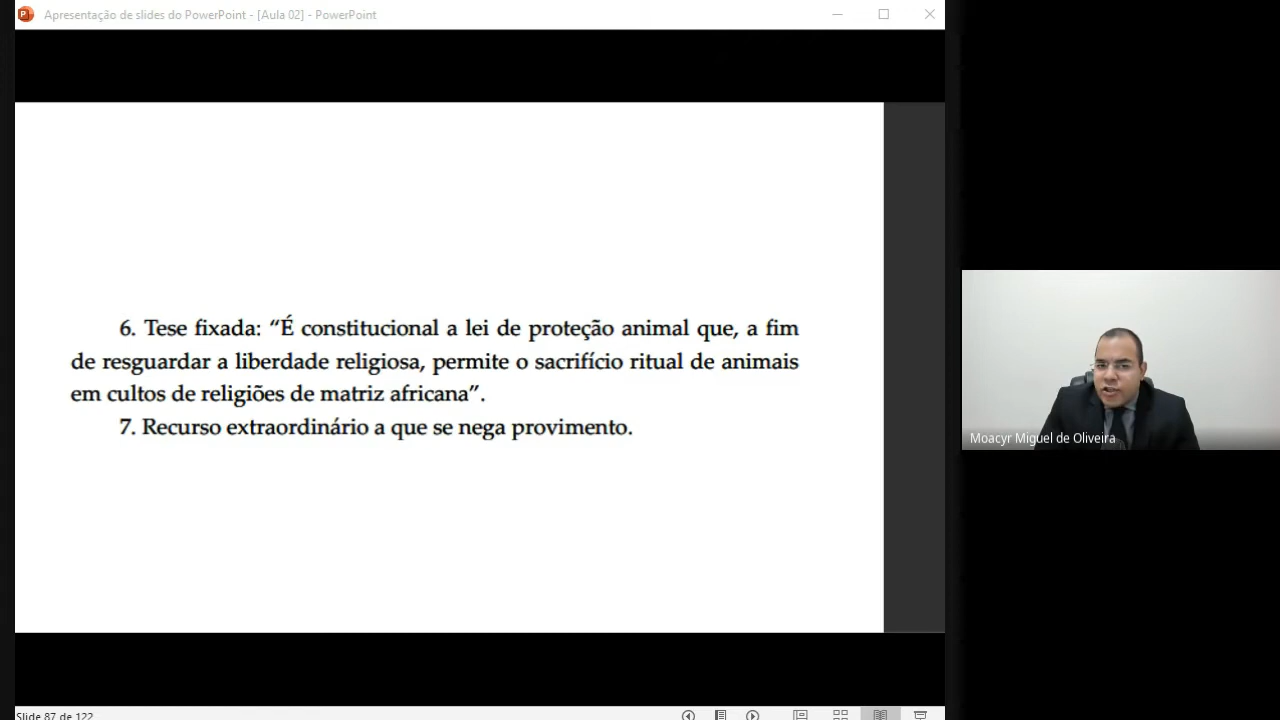 Apresentação de slides do PowerPoint - [Aula 02] - PowerPoint
6. Tese fixada: “É constitucional a lei de proteção animal que, a fim
de resguardar a liberdade religiosa, permite o sacrifício ritual de animais
em cultos de religiões de matriz africana”.
7. Recurso extraordinário a que se nega provimento.
Moacyr Miguel de Oliveira
Slide 87 de 122